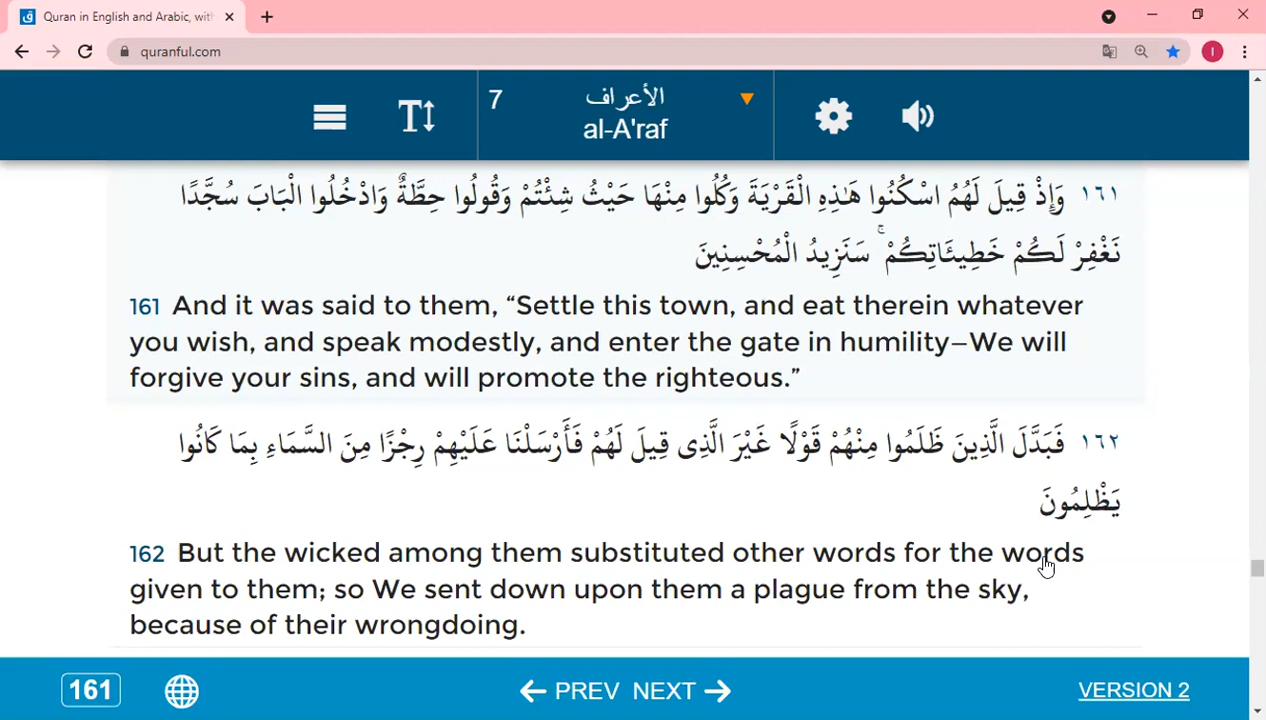 Quran in English and Arabic, with
quranful.com
I
7
الأعراف
al-A'raf
١٦١ وَإِذْ قِيلَ لَهُمُ اسْكُنُوا هَٰذِهِ الْقَرْيَةَ وَكُلُوا مِنْهَا حَيْثُ شِئْتُمْ وَقُولُوا حِطَّةٌ وَادْخُلُوا الْبَابَ سُجَّدًا
نَغْفِرْ لَكُمْ خَطِيئَاتِكُمْ ۚ سَنَزِيدُ الْمُحْسِنِينَ
161 And it was said to them, “Settle this town, and eat therein whatever
you wish, and speak modestly, and enter the gate in humility—We will
forgive your sins, and will promote the righteous.”
١٦٢ فَبَدَّلَ الَّذِينَ ظَلَمُوا مِنْهُمْ قَوْلًا غَيْرَ الَّذِى قِيلَ لَهُمْ فَأَرْسَلْنَا عَلَيْهِمْ رِجْزًا مِنَ السَّمَاءِ بِمَا كَانُوا
يَظْلِمُونَ
162 But the wicked among them substituted other words for the words
given to them; so We sent down upon them a plague from the sky,
because of their wrongdoing.
161
PREV NEXT
VERSION 2